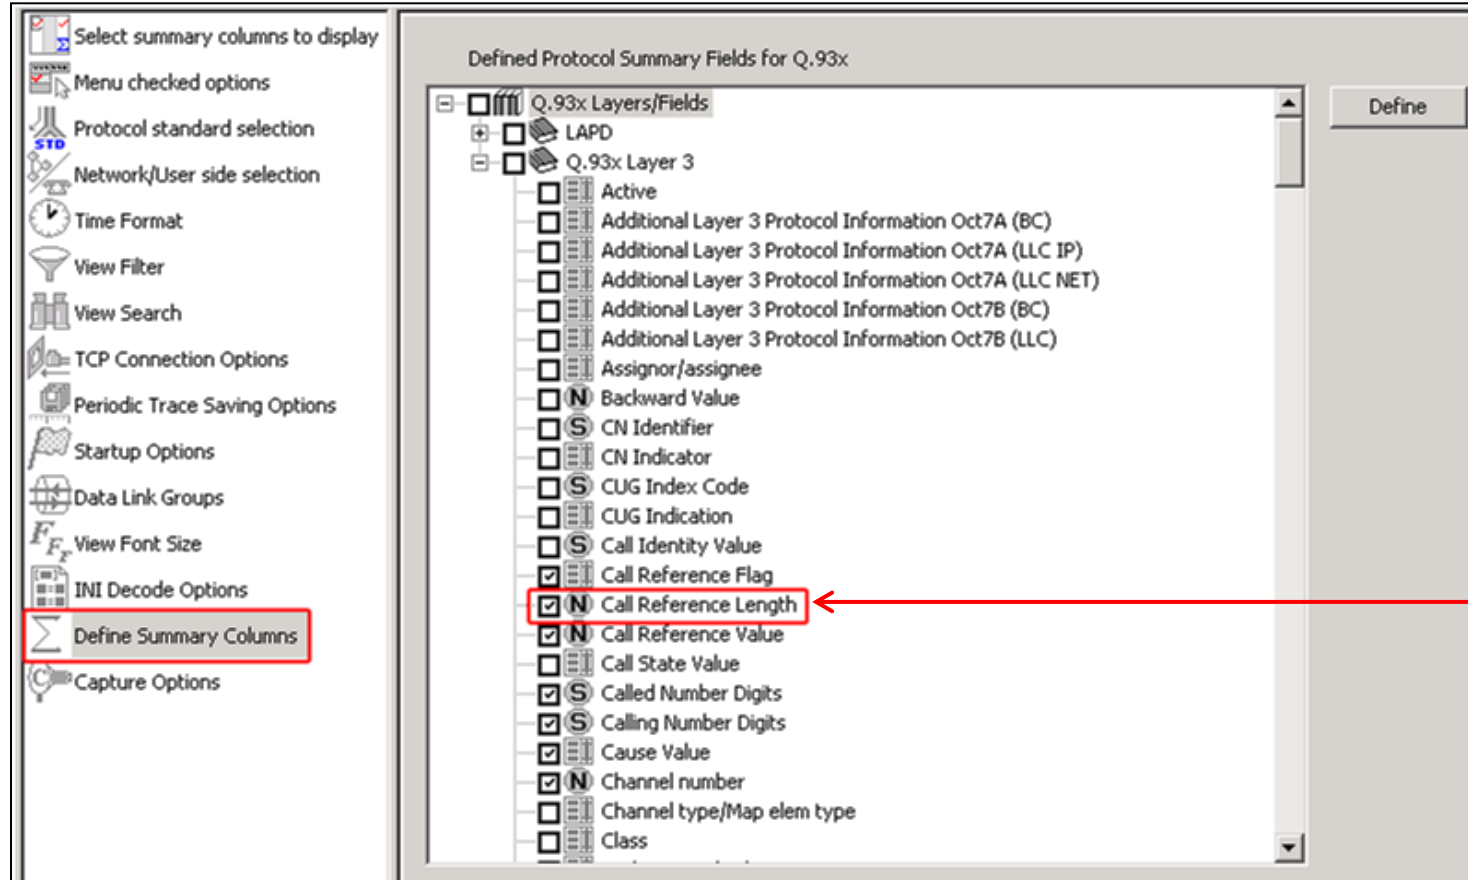 Select summary columns to display
Menu checked options
Protocol standard selection
STD
Network/User side selection
Time Format
View Filter
View Search
TCP Connection Options
Periodic Trace Saving Options
Startup Options
Data Link Groups
View Font Size
INI Decode Options
Define Summary Columns
Capture Options
Defined Protocol Summary Fields for Q.93x
Define
Q.93x Layers/Fields
LAPD
Q.93x Layer 3
Active
Additional Layer 3 Protocol Information Oct7A (BC)
Additional Layer 3 Protocol Information Oct7A (LLC IP)
Additional Layer 3 Protocol Information Oct7A (LLC NET)
Additional Layer 3 Protocol Information Oct7B (BC)
Additional Layer 3 Protocol Information Oct7B (LLC)
Assignor/assignee
N Backward Value
S CN Identifier
CN Indicator
S CUG Index Code
CUG Indication
S Call Identity Value
Call Reference Flag
N Call Reference Length
N Call Reference Value
Call State Value
S Called Number Digits
S Calling Number Digits
Cause Value
N Channel number
Channel type/Map elem type
Class